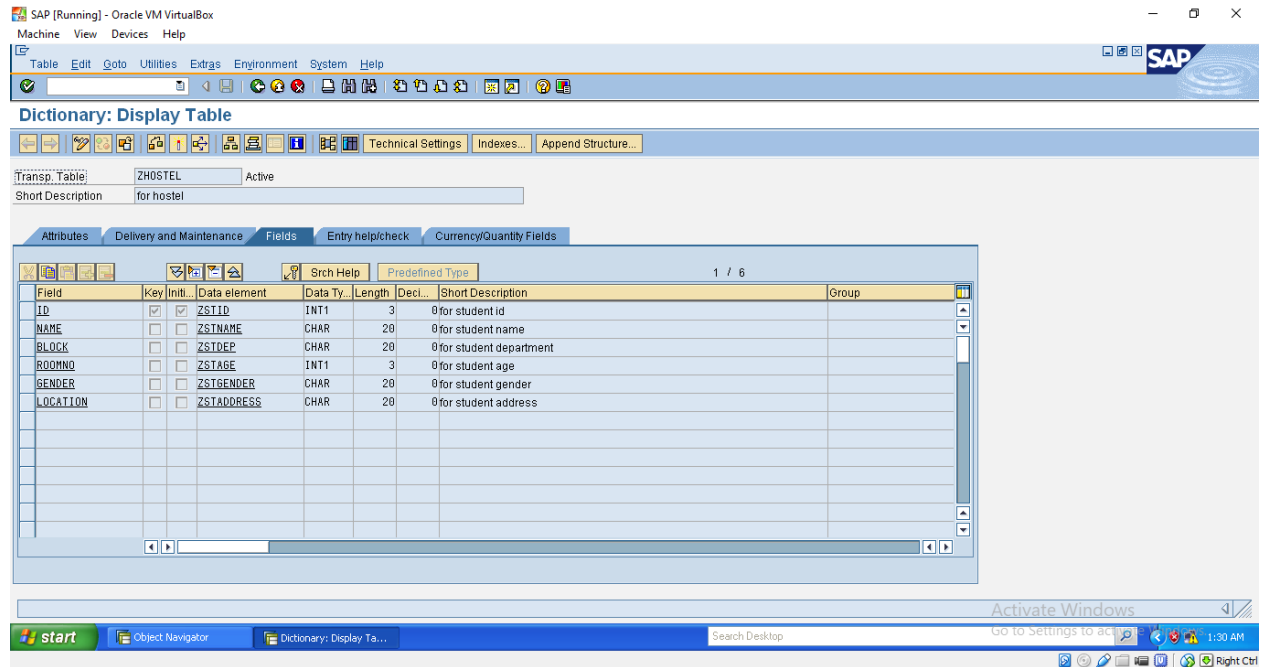 SAP [Running] - Oracle VM VirtualBox
Machine View Devices Help
Table Edit Goto Utilities Extras Environment System Help
SAP
Dictionary: Display Table
Technical Settings Indexes... Append Structure...
Transp. Table ZHOSTEL Active
Short Description for hostel
Attributes Delivery and Maintenance Fields Entry help/check Currency/Quantity Fields
Srch Help Predefined Type 1 / 6
Field Key Initi... Data element Data Ty... Length Deci... Short Description Group
ID ZSTID INT1 3 0 for student id
NAME ZSTNAME CHAR 20 0 for student name
BLOCK ZSTDEP CHAR 20 0 for student department
ROOMNO ZSTAGE INT1 3 0 for student age
GENDER ZSTGENDER CHAR 20 0 for student gender
LOCATION ZSTADDRESS CHAR 20 0 for student address
Activate Windows
Go to Settings to activate Windows.
start Object Navigator Dictionary: Display Ta... Search Desktop 1:30 AM
Right Ctrl